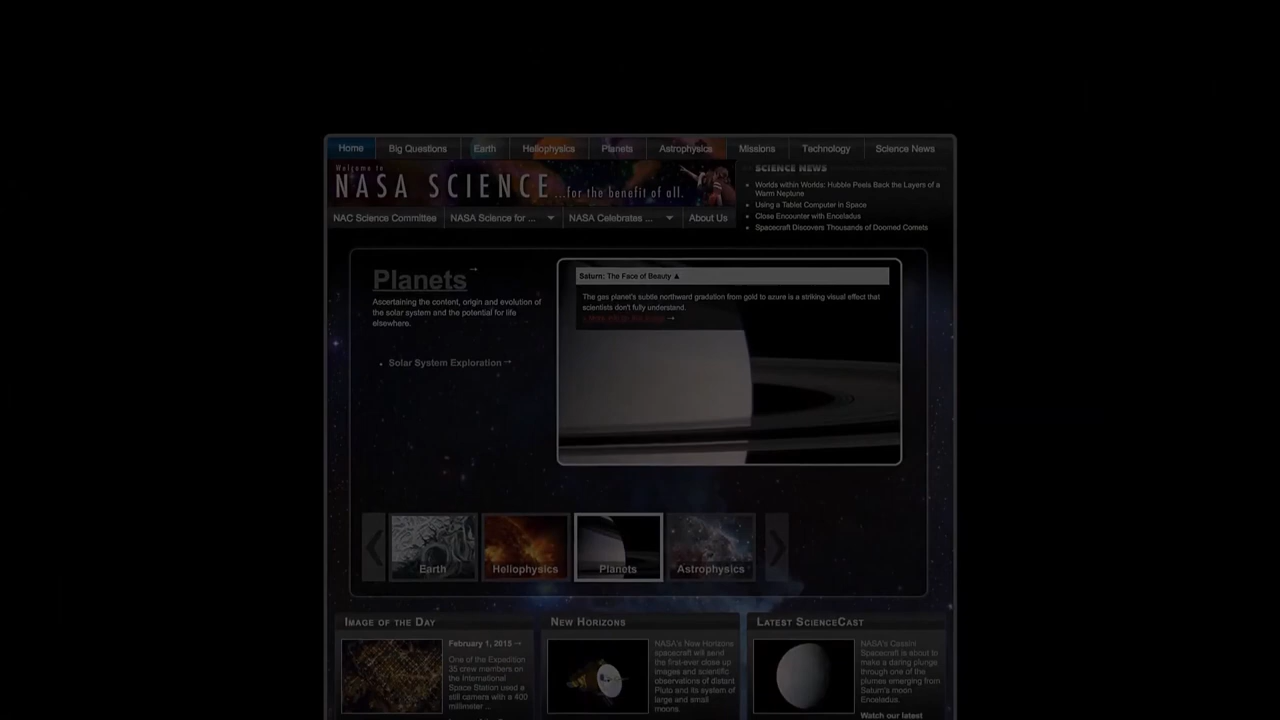 Home Big Questions Earth Heliophysics Planets Astrophysics Missions Technology Science News
Welcome to
NASA SCIENCE ...for the benefit of all.
NAC Science Committee NASA Science for ... NASA Celebrates ... About Us
SCIENCE NEWS
Worlds within Worlds: Hubble Peels Back the Layers of a
Warm Neptune
Using a Tablet Computer in Space
Close Encounter with Enceladus
Spacecraft Discovers Thousands of Doomed Comets
Planets→
Ascertaining the content, origin and evolution of
the solar system and the potential for life
elsewhere.
• Solar System Exploration→
Saturn: The Face of Beauty ▲
The gas planet's subtle northward gradation from gold to azure is a striking visual effect that
scientists don't fully understand.
Earth Heliophysics Planets Astrophysics
IMAGE OF THE DAY
February 1, 2015→
One of the Expedition
35 crew members on
the International
Space Station used a
still camera with a 400
millimeter ...
NEW HORIZONS
NASA's New Horizons
spacecraft will send
the first-ever close up
images and scientific
observations of distant
Pluto and its system of
large and small
moons.
LATEST SCIENCECAST
NASA's Cassini
Spacecraft is about to
make a daring plunge
through one of the
plumes emerging from
Saturn's moon
Enceladus.
Watch our latest